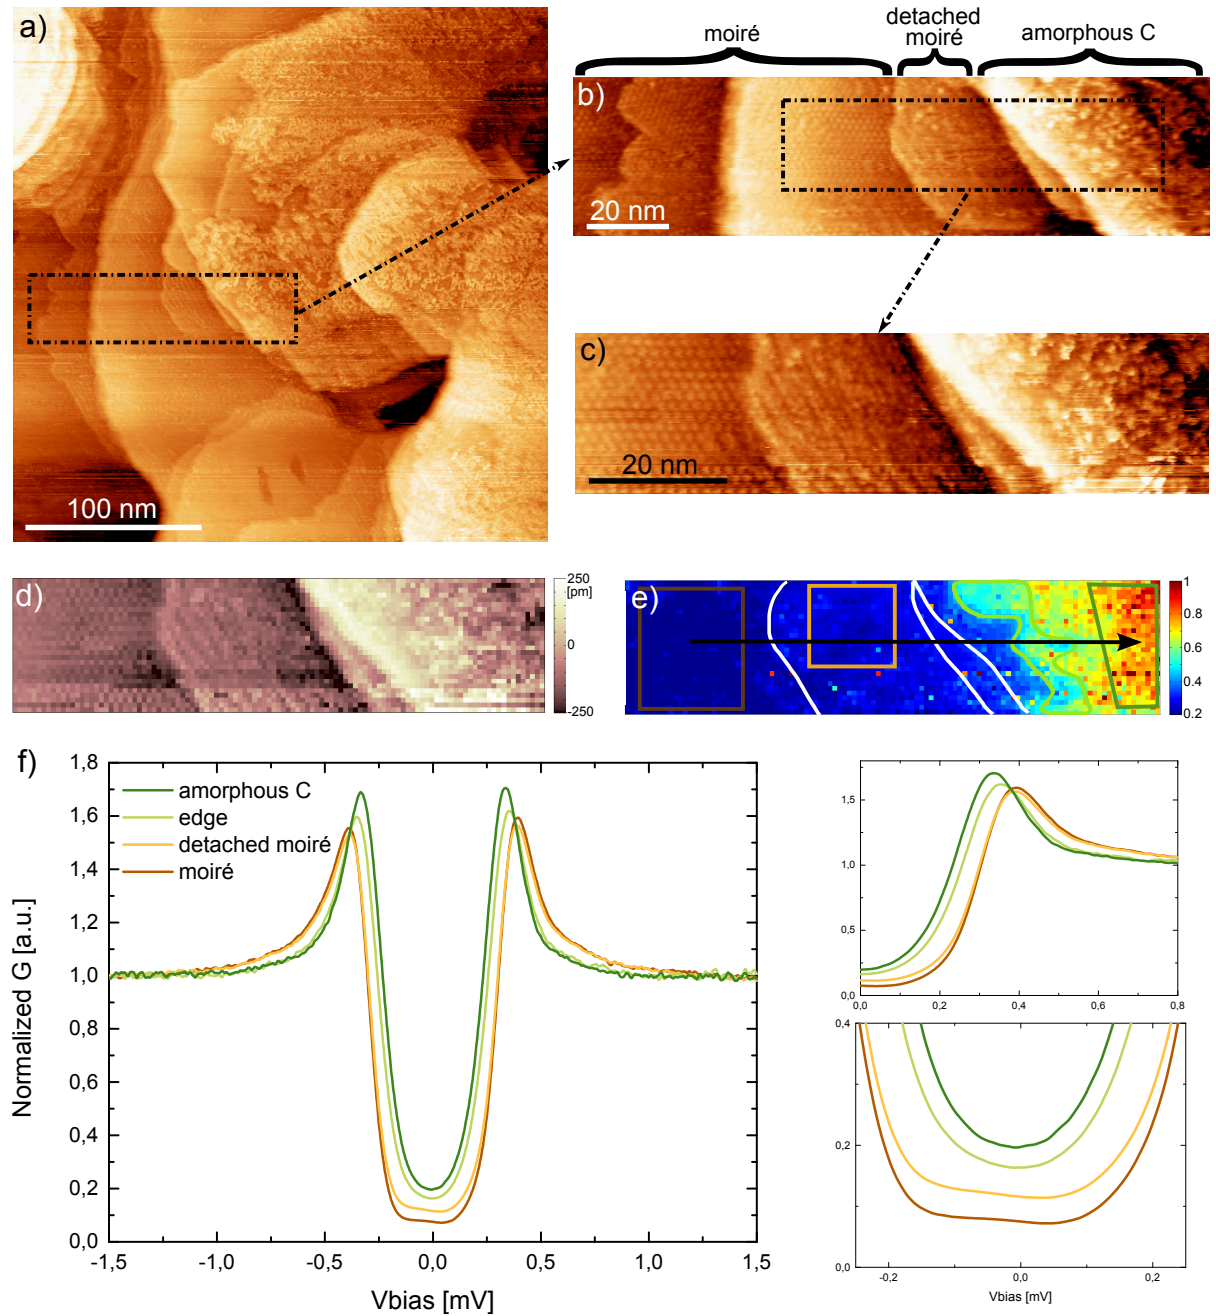 a)
100 nm
moiré
detached
moiré
amorphous C
b)
20 nm
c)
20 nm
d)
250
[pm]
0
-250
e)
1
0.8
0.6
0.4
0.2
f)
1,8
1,6
1,4
1,2
1,0
0,8
0,6
0,4
0,2
0,0
Normalized G [a.u.]
amorphous C
edge
detached moiré
moiré
-1,5
-1,0
-0,5
0,0
0,5
1,0
1,5
Vbias [mV]
1,5
1,0
0,5
0,0
0,0
0,2
0,4
0,6
0,8
0,4
0,2
0,0
-0,2
0,0
0,2
Vbias [mV]